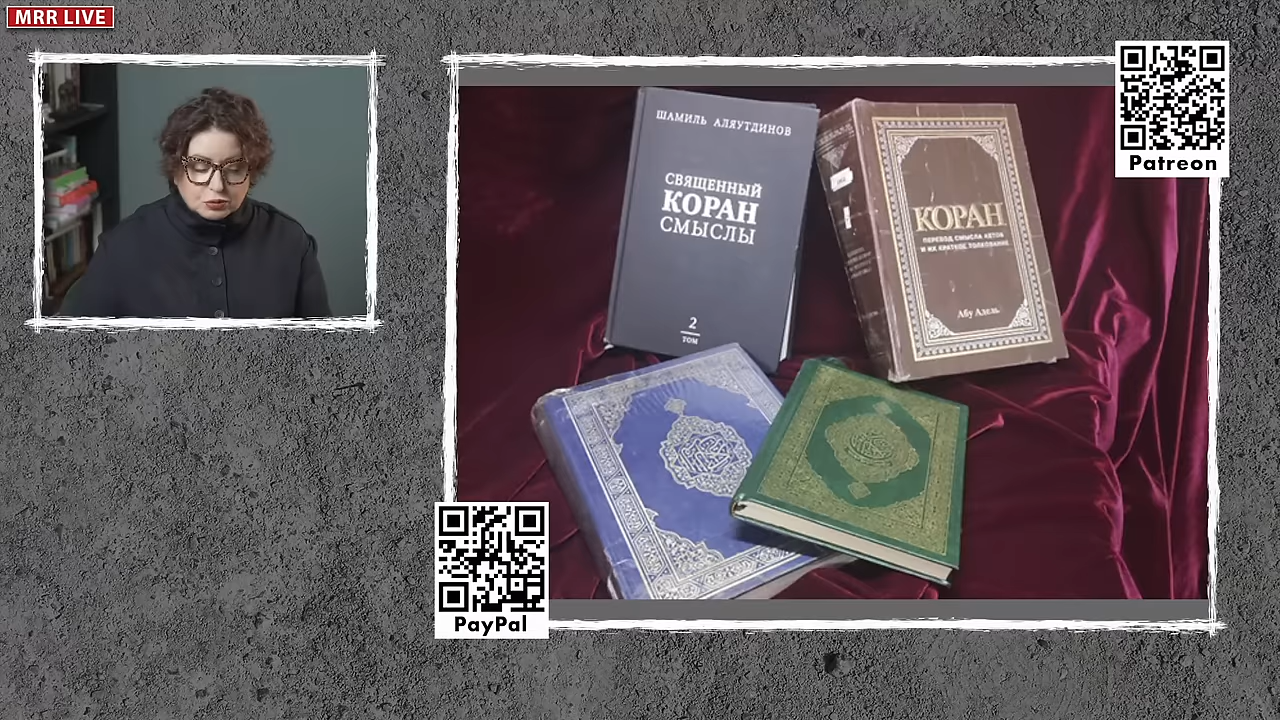 MRR LIVE
Patreon
ШАМИЛЬ АЛЯУТДИНОВ
СВЯЩЕННЫЙ
КОРАН
СМЫСЛЫ
2
ТОМ
КОРАН
ПЕРЕВОД СМЫСЛА АЯТОВ
И ИХ КРАТКОЕ ТОЛКОВАНИЕ
Абу Адель
PayPal